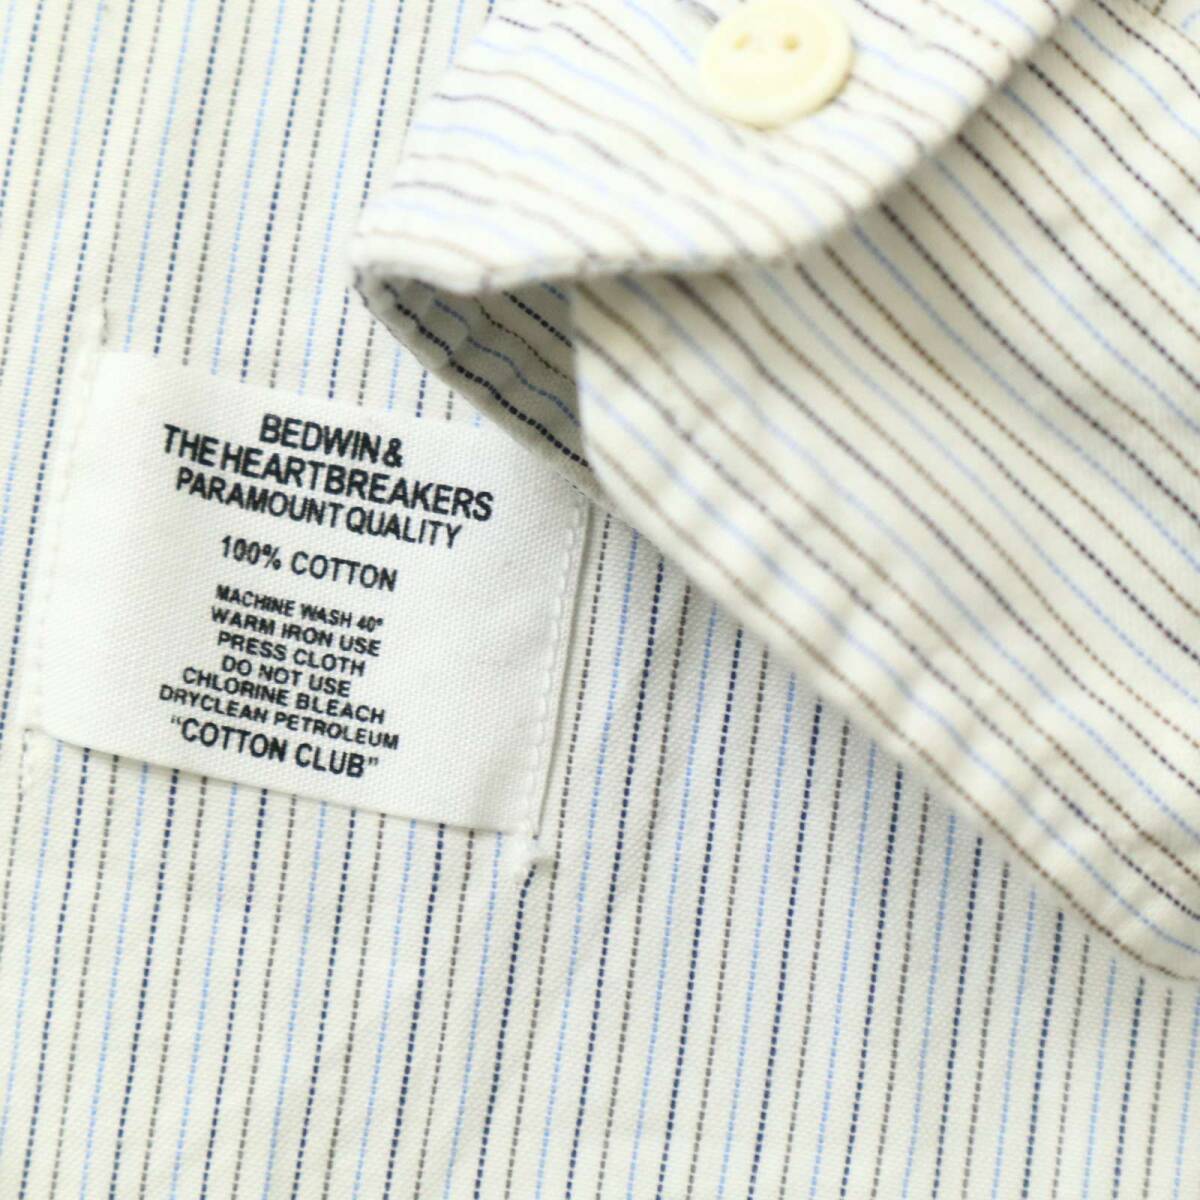 BEDWIN &
THE HEARTBREAKERS
PARAMOUNT QUALITY
100% COTTON
MACHINE WASH 40°
WARM IRON USE
PRESS CLOTH
DO NOT USE
CHLORINE BLEACH
DRYCLEAN PETROLEUM
"COTTON CLUB"